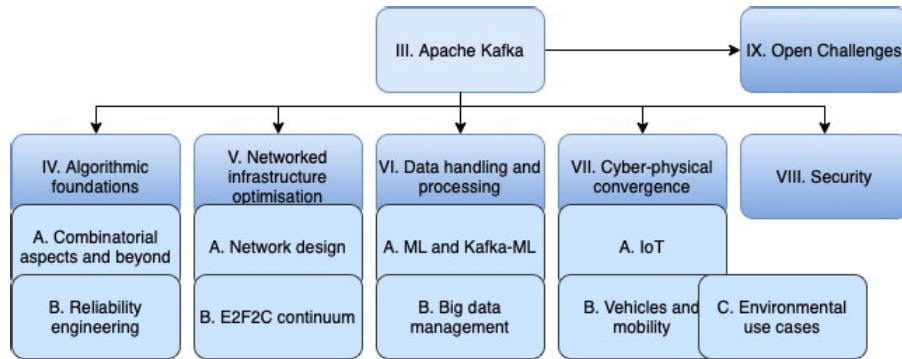 III. Apache Kafka
IX. Open Challenges
IV. Algorithmic
foundations
V. Networked
infrastructure
optimisation
VI. Data handling and
processing
VII. Cyber-physical
convergence
VIII. Security
A. Combinatorial
aspects and beyond
A. Network design
A. ML and Kafka-ML
A. IoT
B. Reliability
engineering
B. E2F2C continuum
B. Big data
management
B. Vehicles and
mobility
C. Environmental
use cases